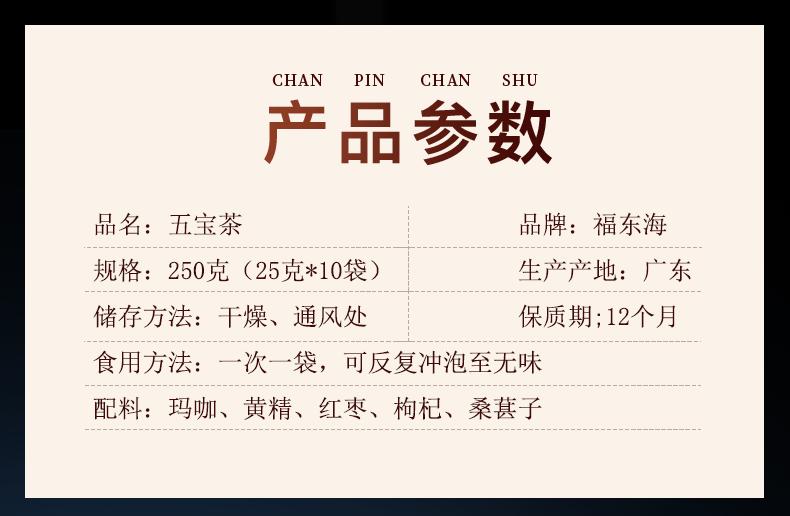 CHAN PIN CHAN SHU
产品参数
品名：五宝茶 品牌：福东海
规格：250克（25克*10袋） 生产产地：广东
储存方法：干燥、通风处 保质期;12个月
食用方法：一次一袋，可反复冲泡至无味
配料：玛咖、黄精、红枣、枸杞、桑葚子